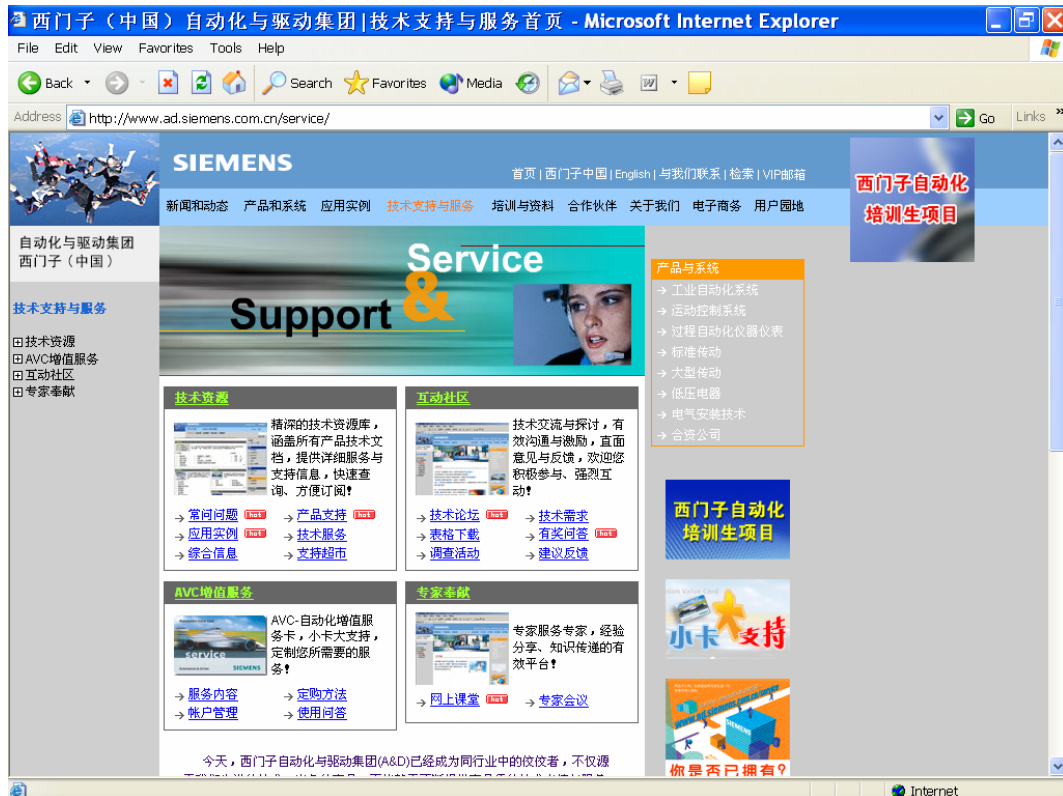 西门子（中国）自动化与驱动集团|技术支持与服务首页 - Microsoft Internet Explorer
File Edit View Favorites Tools Help
Back Search Favorites Media
Address http://www.ad.siemens.com.cn/service/ Go Links
SIEMENS
首页 | 西门子中国 | English | 与我们联系 | 检索 | VIP邮箱
新闻和动态 产品和系统 应用实例 技术支持与服务 培训与资料 合作伙伴 关于我们 电子商务 用户园地
西门子自动化
培训生项目
自动化与驱动集团
西门子（中国）
技术支持与服务
技术资源
AVC增值服务
互动社区
专家奉献
Service
&
Support
产品与系统
→ 工业自动化系统
→ 运动控制系统
→ 过程自动化仪器仪表
→ 标准传动
→ 大型传动
→ 低压电器
→ 电气安装技术
→ 合资公司
技术资源
精深的技术资源库，
涵盖所有产品技术文
档，提供详细服务与
支持信息，快速查
询、方便订阅！
→ 常问问题 hot → 产品支持 hot
→ 应用实例 hot → 技术服务
→ 综合信息 → 支持超市
互动社区
技术交流与探讨，有
效沟通与激励，直面
意见与反馈，欢迎您
积极参与、强烈互
动！
→ 技术论坛 hot → 技术需求
→ 表格下载 → 有奖问答 hot
→ 调查活动 → 建议反馈
AVC增值服务
service
SIEMENS
AVC-自动化增值服
务卡，小卡大支持，
定制您所需要的服
务！
→ 服务内容 → 定购方法
→ 帐户管理 → 使用问答
专家奉献
专家服务专家，经验
分享、知识传递的有
效平台！
→ 网上课堂 hot → 专家会议
西门子自动化
培训生项目
小卡大支持
www.ad.siemens.com.cn/service
你是否已拥有？
今天，西门子自动化与驱动集团(A&D)已经成为同行业中的佼佼者，不仅源
Internet